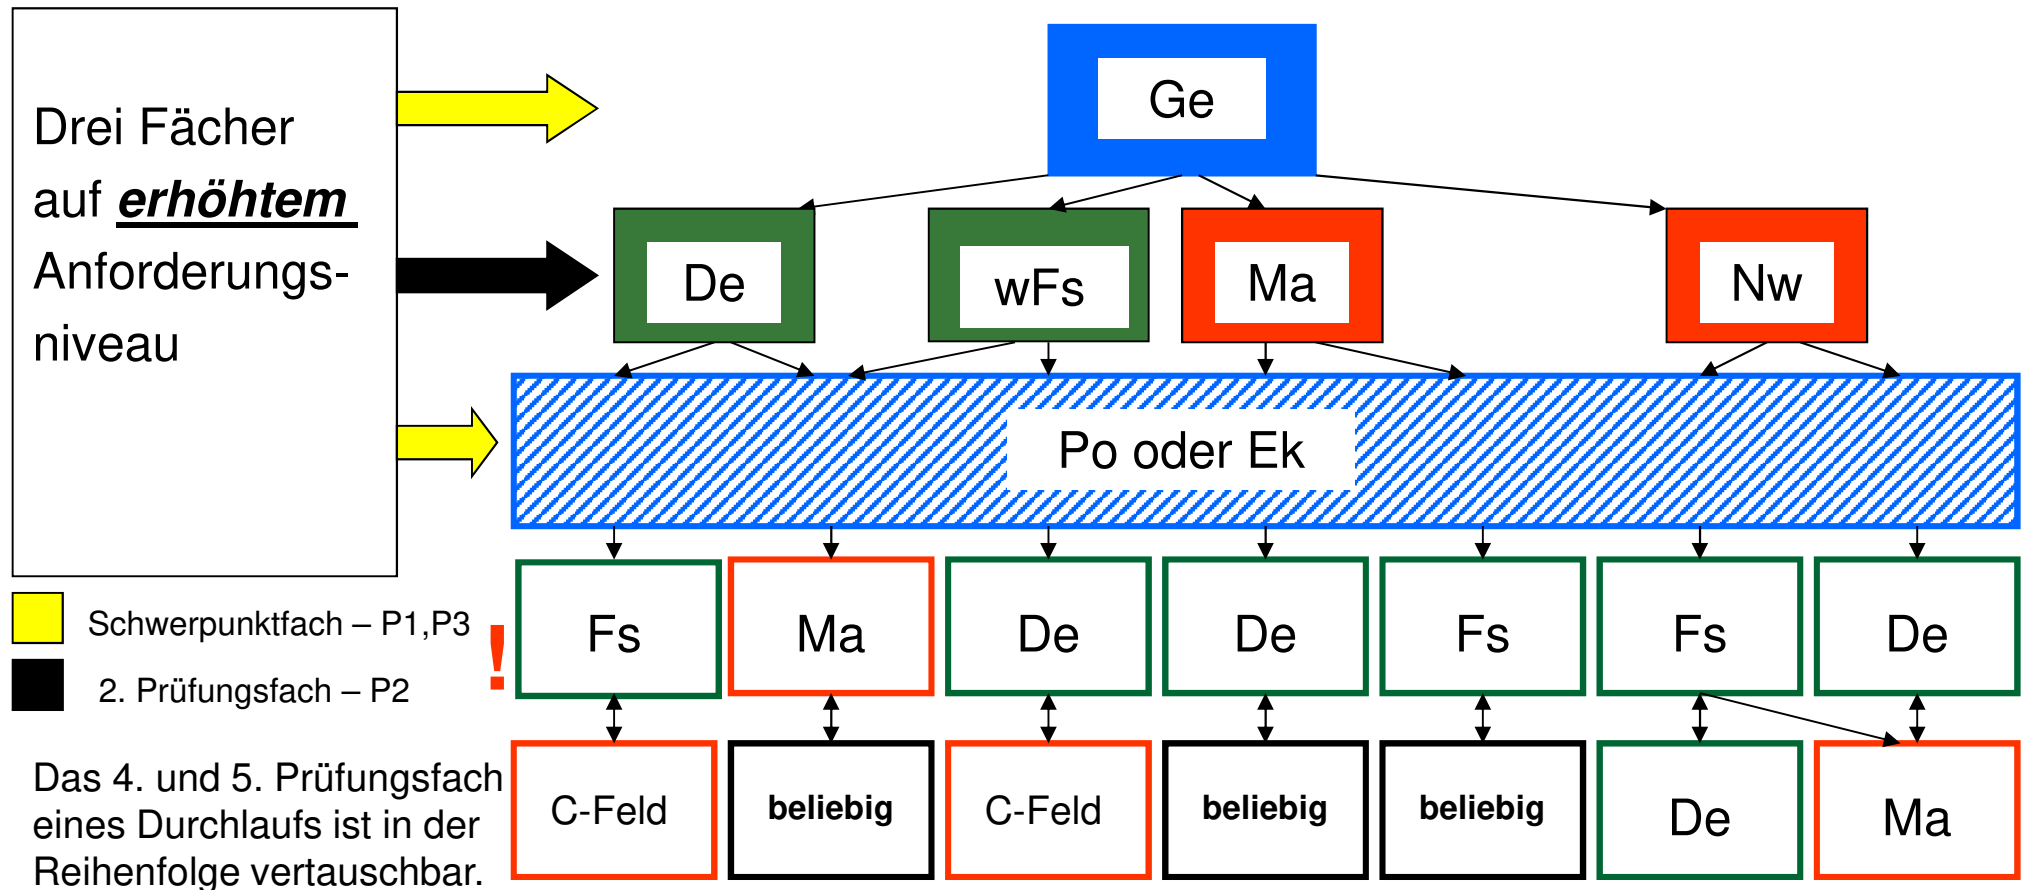 Drei Fächer
auf erhöhtem
Anforderungs-
niveau
Ge
De
wFs
Ma
Nw
Po oder Ek
Schwerpunktfach – P1,P3
2. Prüfungsfach – P2
!
Fs
Ma
De
De
Fs
Fs
De
Das 4. und 5. Prüfungsfach
eines Durchlaufs ist in der
Reihenfolge vertauschbar.
C-Feld
beliebig
C-Feld
beliebig
beliebig
De
Ma